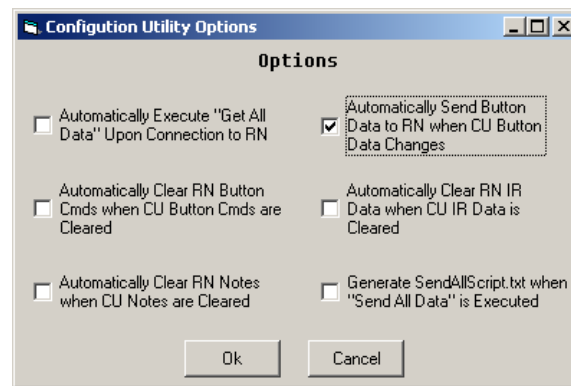 Configution Utility Options
Options
Automatically Execute "Get All
Data" Upon Connection to RN
Automatically Send Button
Data to RN when CU Button
Data Changes
Automatically Clear RN Button
Cmds when CU Button Cmds are
Cleared
Automatically Clear RN IR
Data when CU IR Data is
Cleared
Automatically Clear RN Notes
when CU Notes are Cleared
Generate SendAllScript.txt when
"Send All Data" is Executed
Ok
Cancel